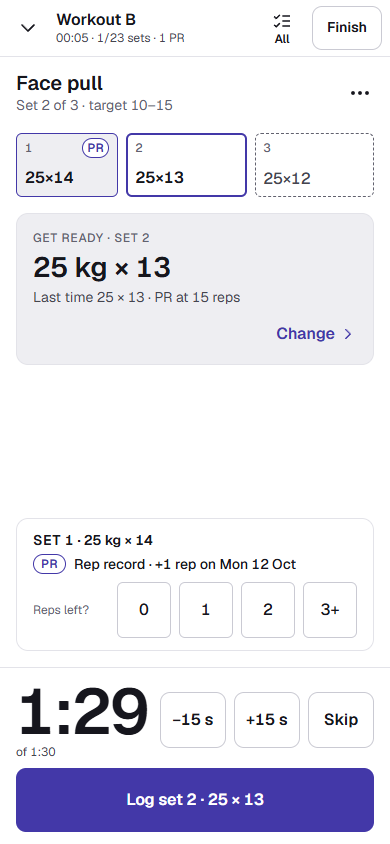 Workout B
00:05 · 1/23 sets · 1 PR
All
Finish
Face pull
Set 2 of 3 · target 10–15
1
PR
25×14
2
25×13
3
25×12
GET READY · SET 2
25 kg × 13
Last time 25 × 13 · PR at 15 reps
Change
SET 1 · 25 kg × 14
PR Rep record · +1 rep on Mon 12 Oct
Reps left?
0
1
2
3+
1:29
of 1:30
−15 s
+15 s
Skip
Log set 2 · 25 × 13